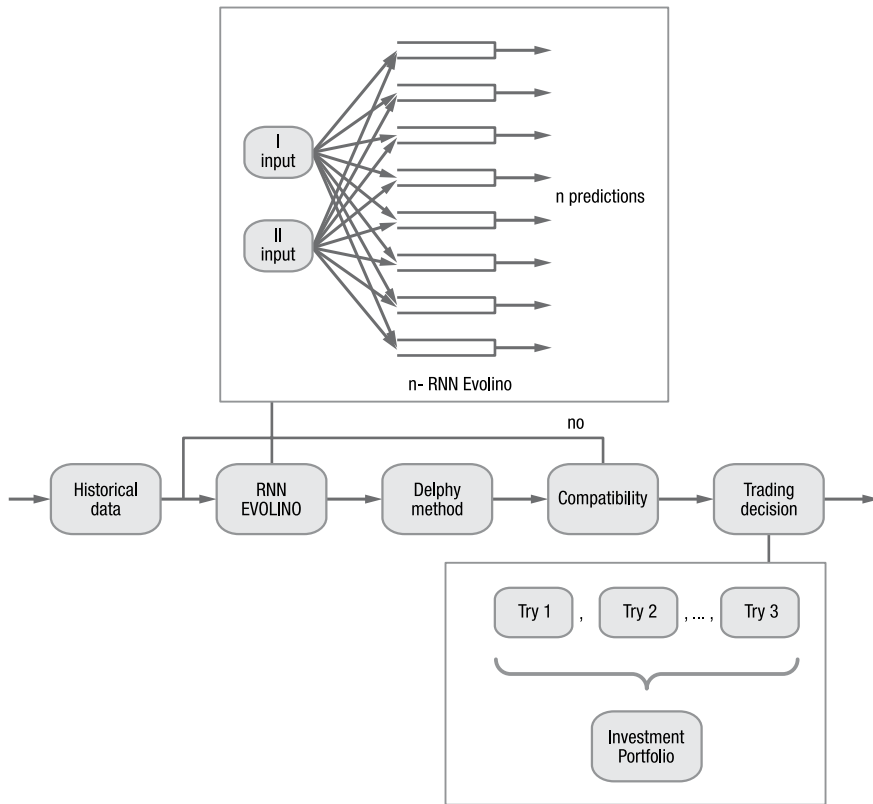 I
input
II
input
n predictions
n- RNN Evolino
no
Historical
data
RNN
EVOLINO
Delphy
method
Compatibility
Trading
decision
Try 1 , Try 2 , ... , Try 3
Investment
Portfolio